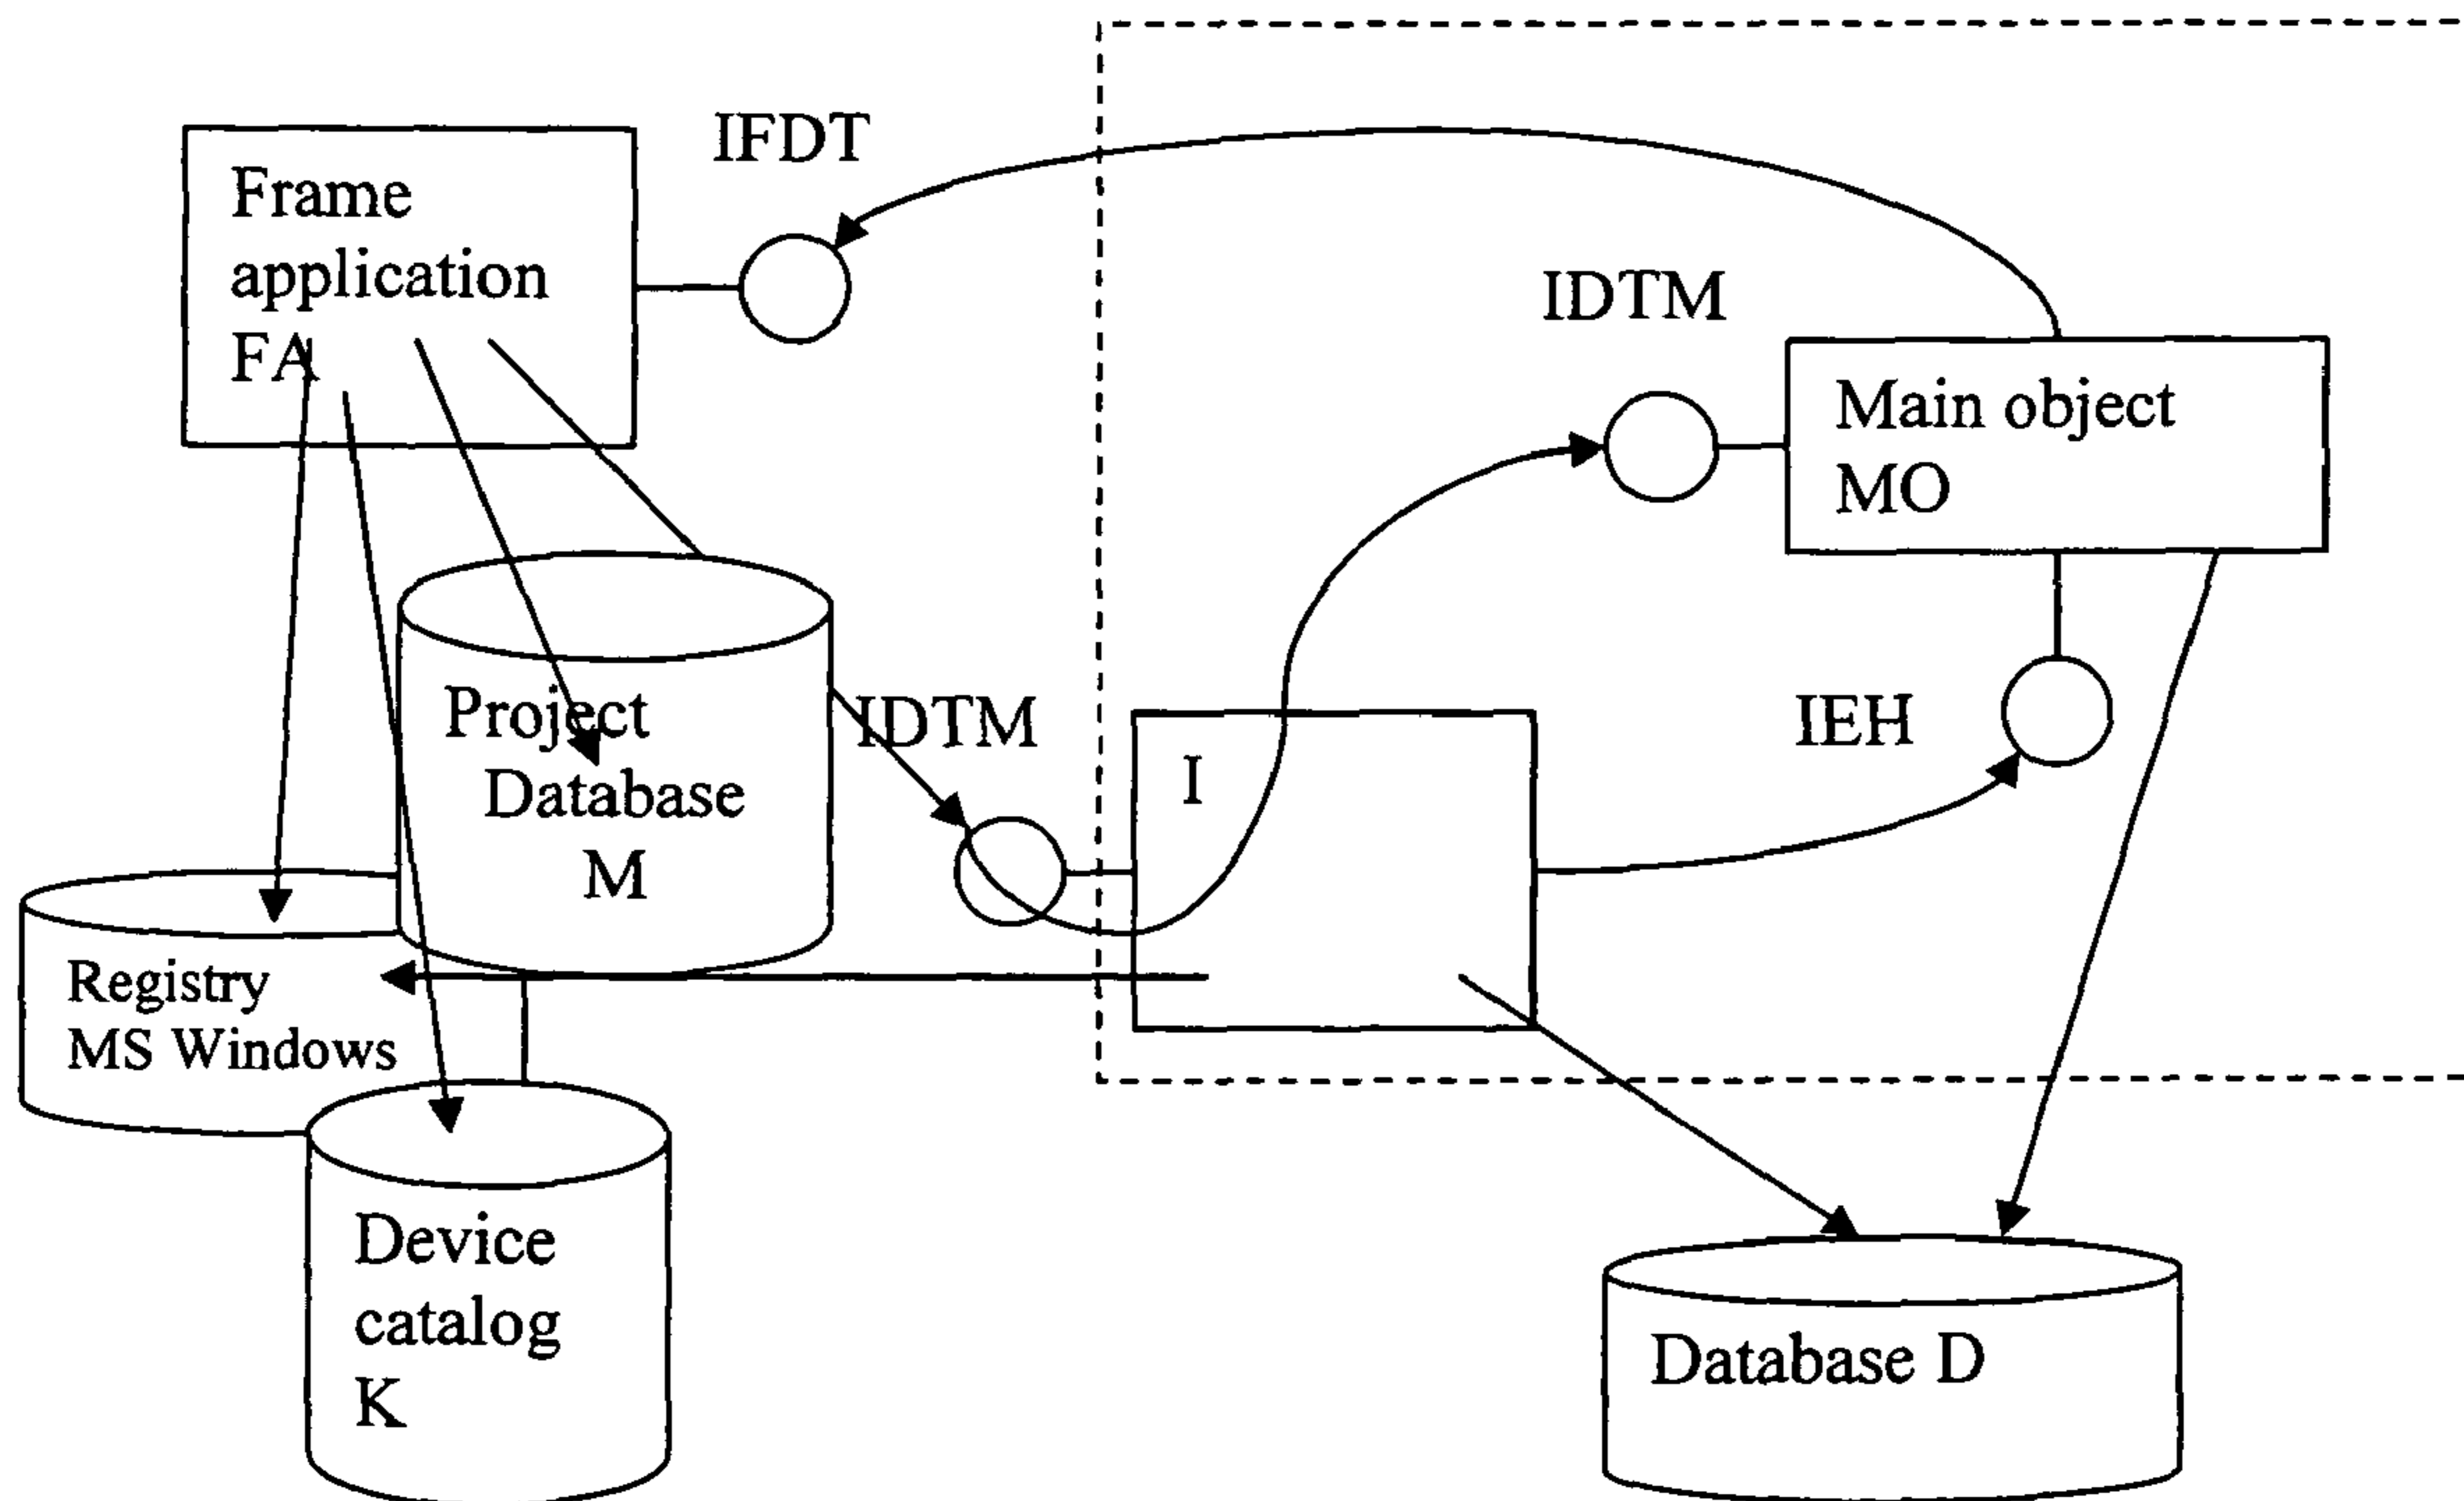 IFDT
Frame
application
FA
IDTM
Main object
MO
Project
Database
M
IDTM
I
IEH
Registry
MS Windows
Device
catalog
K
Database D